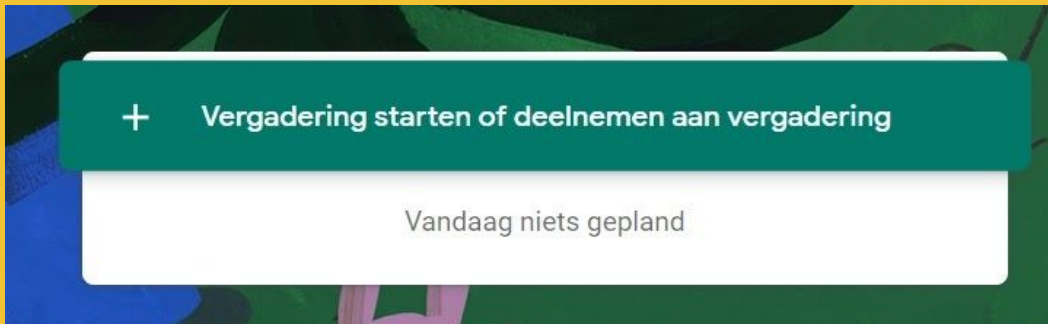 + Vergadering starten of deelnemen aan vergadering
Vandaag niets gepland